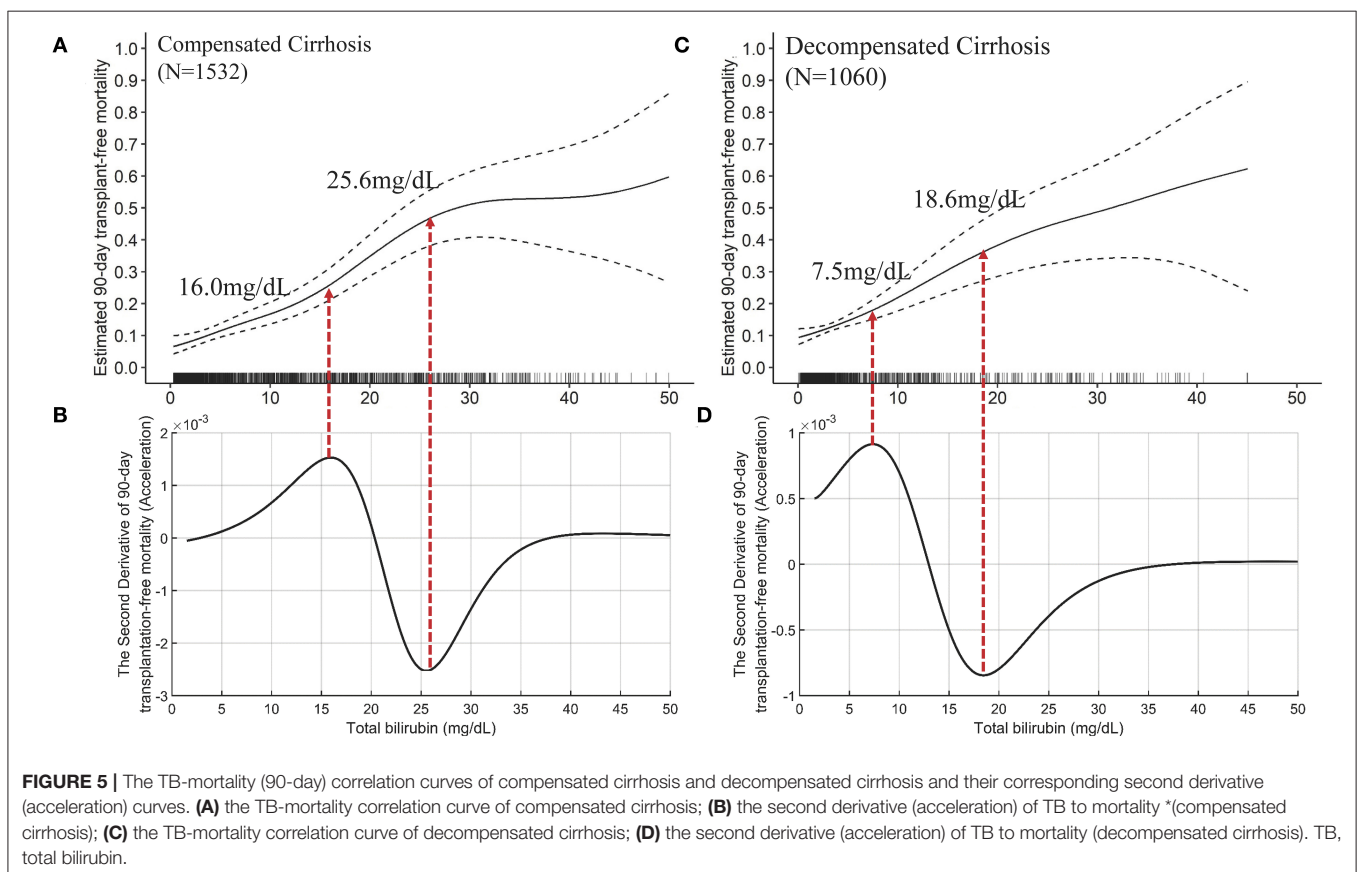 A
Compensated Cirrhosis
(N=1532)
Estimated 90-day transplant-free mortality
1.0
0.9
0.8
0.7
0.6
0.5
0.4
0.3
0.2
0.1
0.0
25.6mg/dL
16.0mg/dL
0 10 20 30 40 50
C
Decompensated Cirrhosis
(N=1060)
Estimated 90-day transplant-free mortality
1.0
0.9
0.8
0.7
0.6
0.5
0.4
0.3
0.2
0.1
0.0
18.6mg/dL
7.5mg/dL
0 10 20 30 40 50
B
×10⁻³
The Second Derivative of 90-day
transplantation-free mortality (Acceleration)
2
1
0
-1
-2
-3
0 5 10 15 20 25 30 35 40 45 50
Total bilirubin (mg/dL)
D
×10⁻³
The Second Derivative of 90-day
transplantation-free mortality (Acceleration)
1
0.5
0
-0.5
-1
0 5 10 15 20 25 30 35 40 45 50
Total bilirubin (mg/dL)
FIGURE 5 | The TB-mortality (90-day) correlation curves of compensated cirrhosis and decompensated cirrhosis and their corresponding second derivative
(acceleration) curves. (A) the TB-mortality correlation curve of compensated cirrhosis; (B) the second derivative (acceleration) of TB to mortality *(compensated
cirrhosis); (C) the TB-mortality correlation curve of decompensated cirrhosis; (D) the second derivative (acceleration) of TB to mortality (decompensated cirrhosis). TB,
total bilirubin.